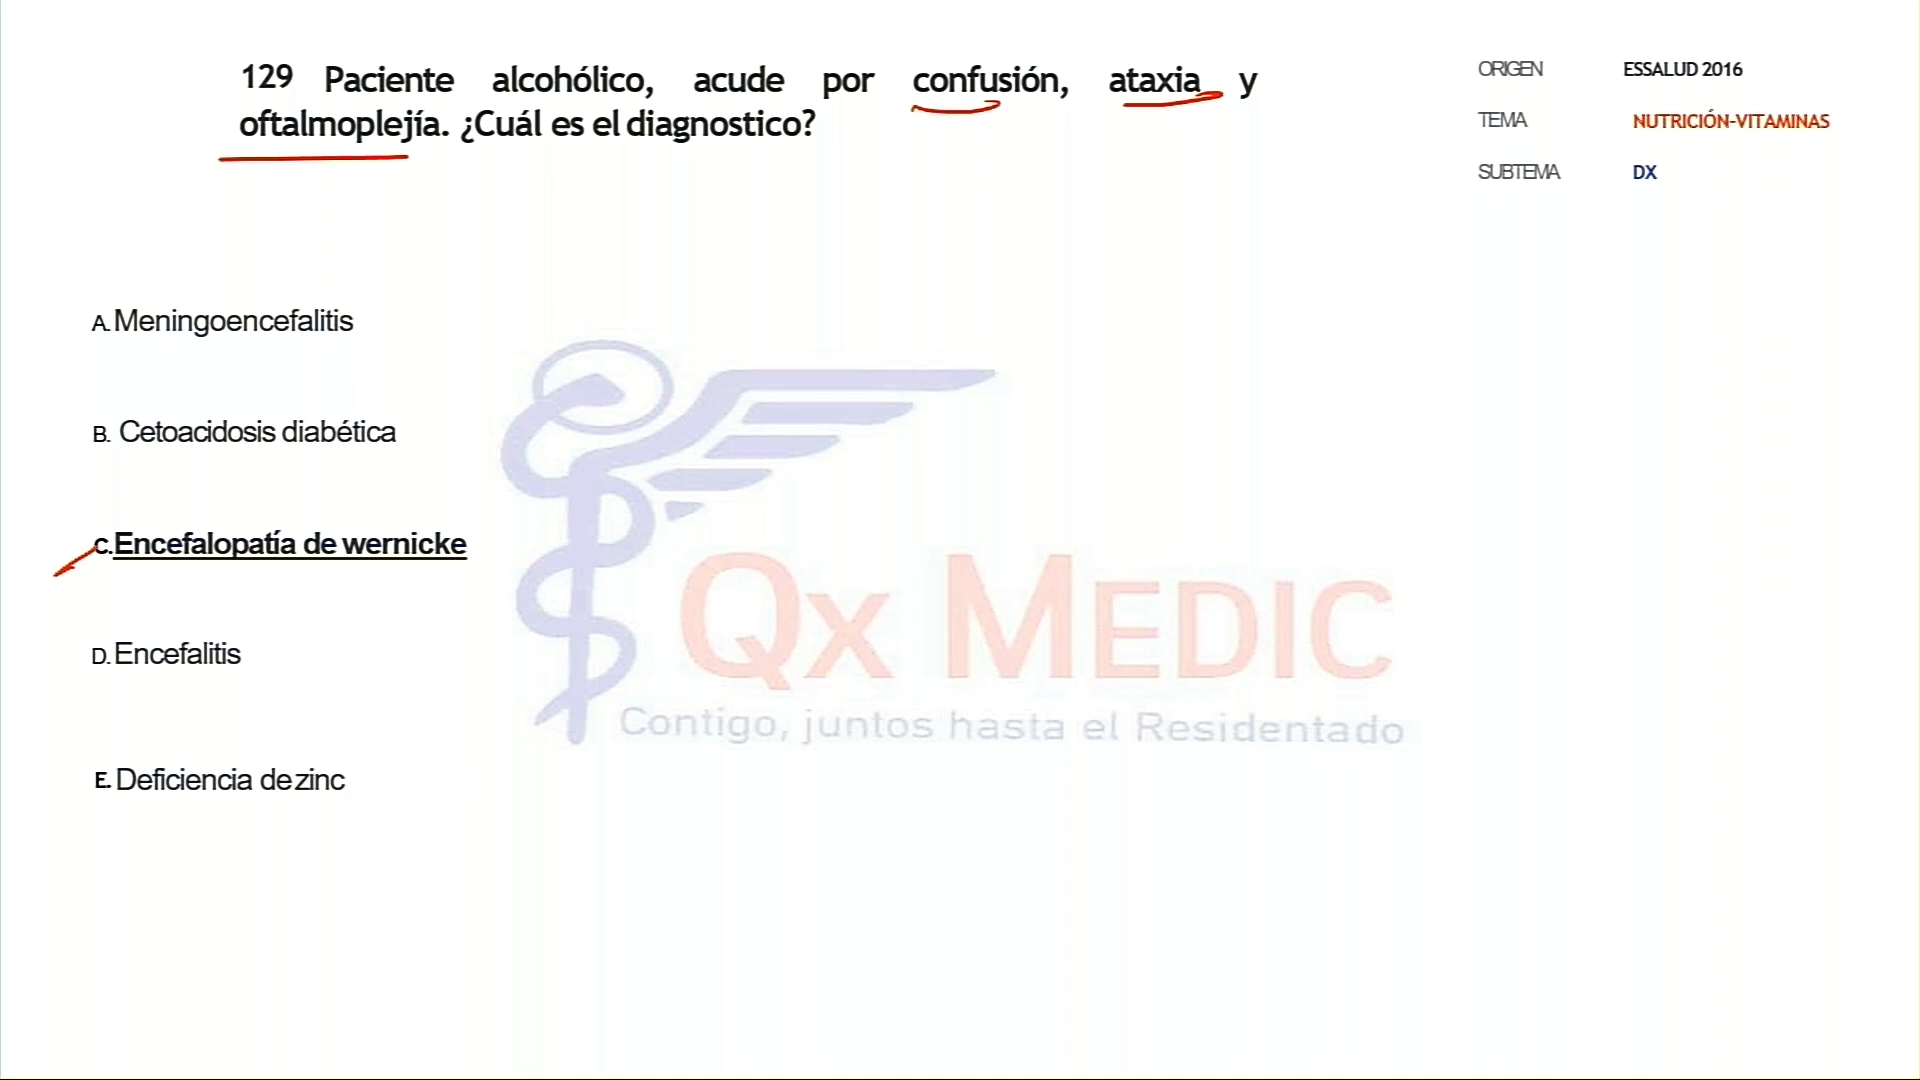 129 Paciente alcohólico, acude por confusión, ataxia y
oftalmoplejía. ¿Cuál es el diagnostico?
ORIGEN ESSALUD 2016
TEMA NUTRICIÓN-VITAMINAS
SUBTEMA DX
A. Meningoencefalitis
B. Cetoacidosis diabética
C. Encefalopatía de wernicke
D. Encefalitis
E. Deficiencia de zinc
Qx MEDIC
Contigo, juntos hasta el Residentado